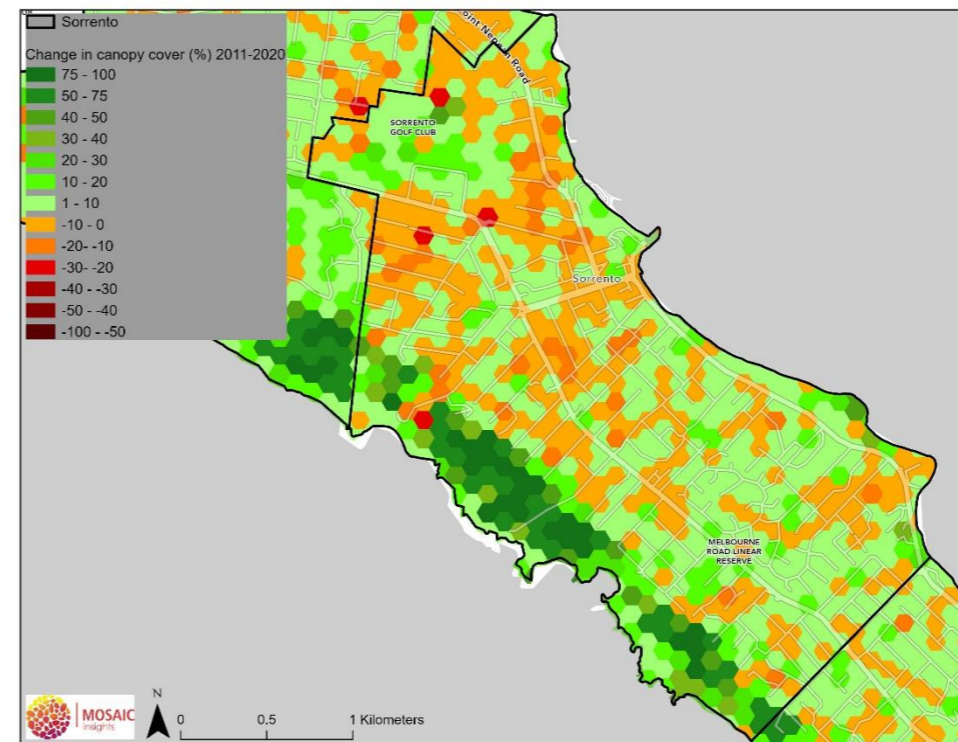 Sorrento
Change in canopy cover (%) 2011-2020
75 - 100
50 - 75
40 - 50
30 - 40
20 - 30
10 - 20
1 - 10
-10 - 0
-20- -10
-30- -20
-40 - -30
-50 - -40
-100 - -50
Point Nepean Road
SORRENTO
GOLF CLUB
Sorrento
MELBOURNE
ROAD LINEAR
RESERVE
MOSAIC
insights
N
0 0.5 1 Kilometers